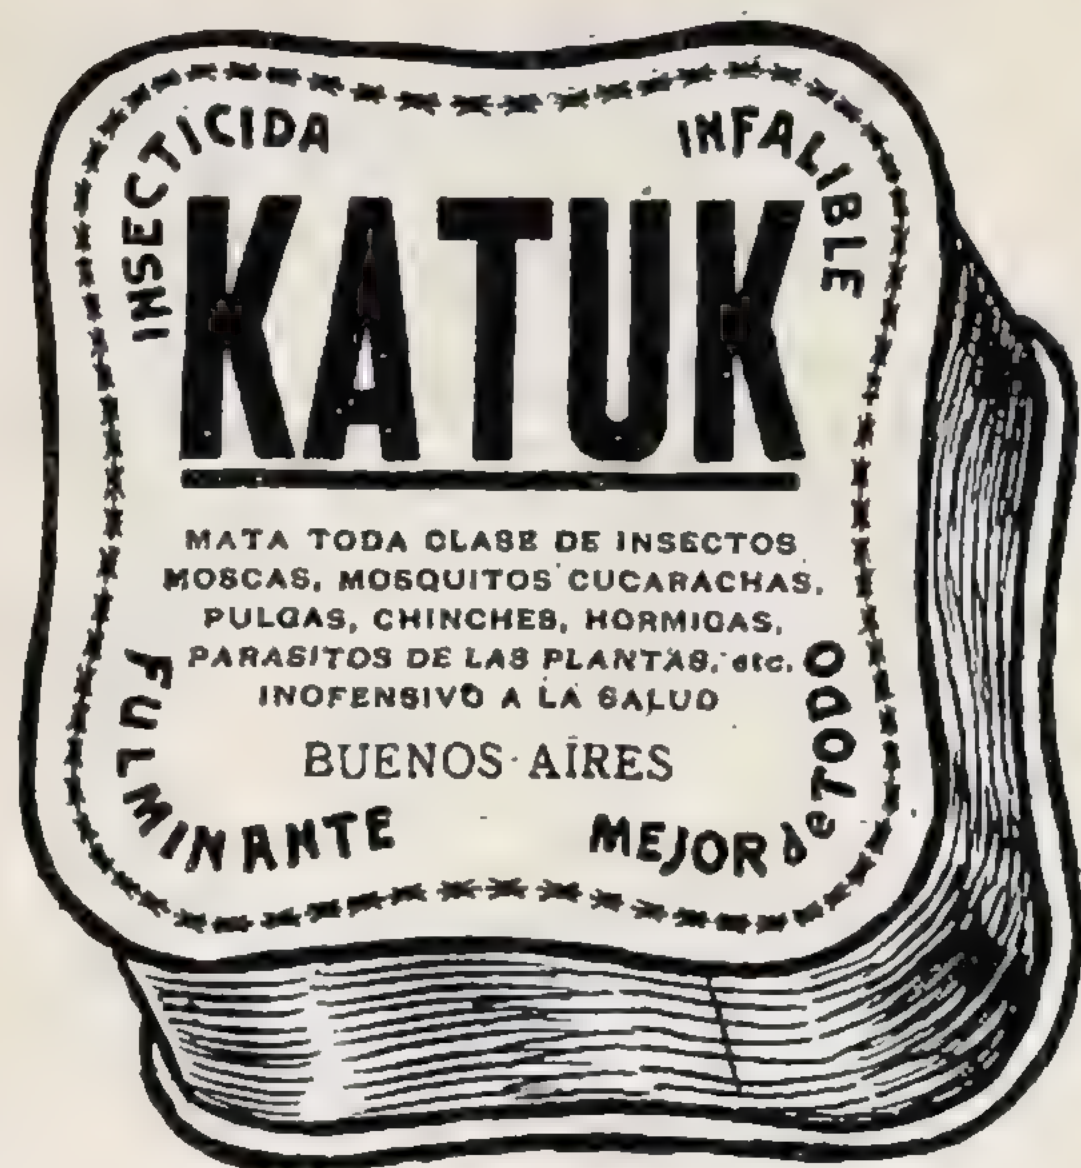 INSECTICIDA
INFALIBLE
KATUK
MATA TODA CLASE DE INSECTOS
MOSCAS, MOSQUITOS CUCARACHAS,
PULGAS, CHINCHES, HORMIGAS,
PARASITOS DE LAS PLANTAS, etc.
INOFENSIVO A LA SALUD
BUENOS AIRES
FULMINANTE
MEJOR de TODO